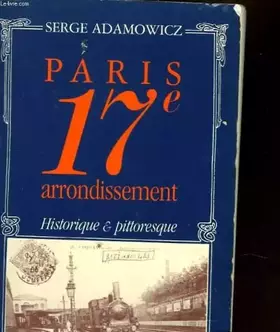 SERGE ADAMOWICZ
PARIS
17e
arrondissement
Historique & pittoresque